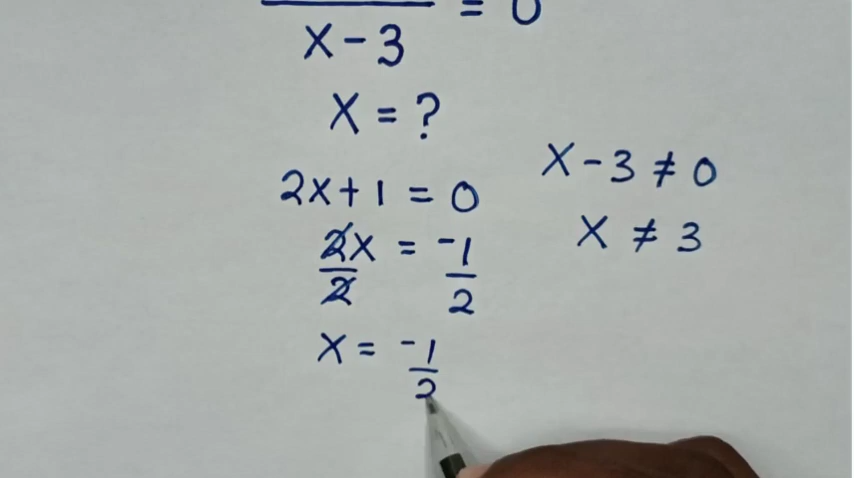 x - 3 = 0
x = ?
2x + 1 = 0
2x/2 = -1/2
x = -1/2
x - 3 ≠ 0
x ≠ 3